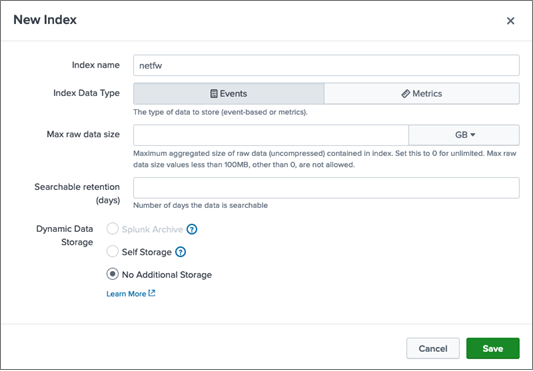 New Index
Index name
netfw
Index Data Type
Events
Metrics
The type of data to store (event-based or metrics).
Max raw data size
GB
Maximum aggregated size of raw data (uncompressed) contained in index. Set this to 0 for unlimited. Max raw
data size values less than 100MB, other than 0, are not allowed.
Searchable retention
(days)
Number of days the data is searchable
Dynamic Data
Storage
Splunk Archive ?
Self Storage ?
No Additional Storage
Learn More
Cancel
Save